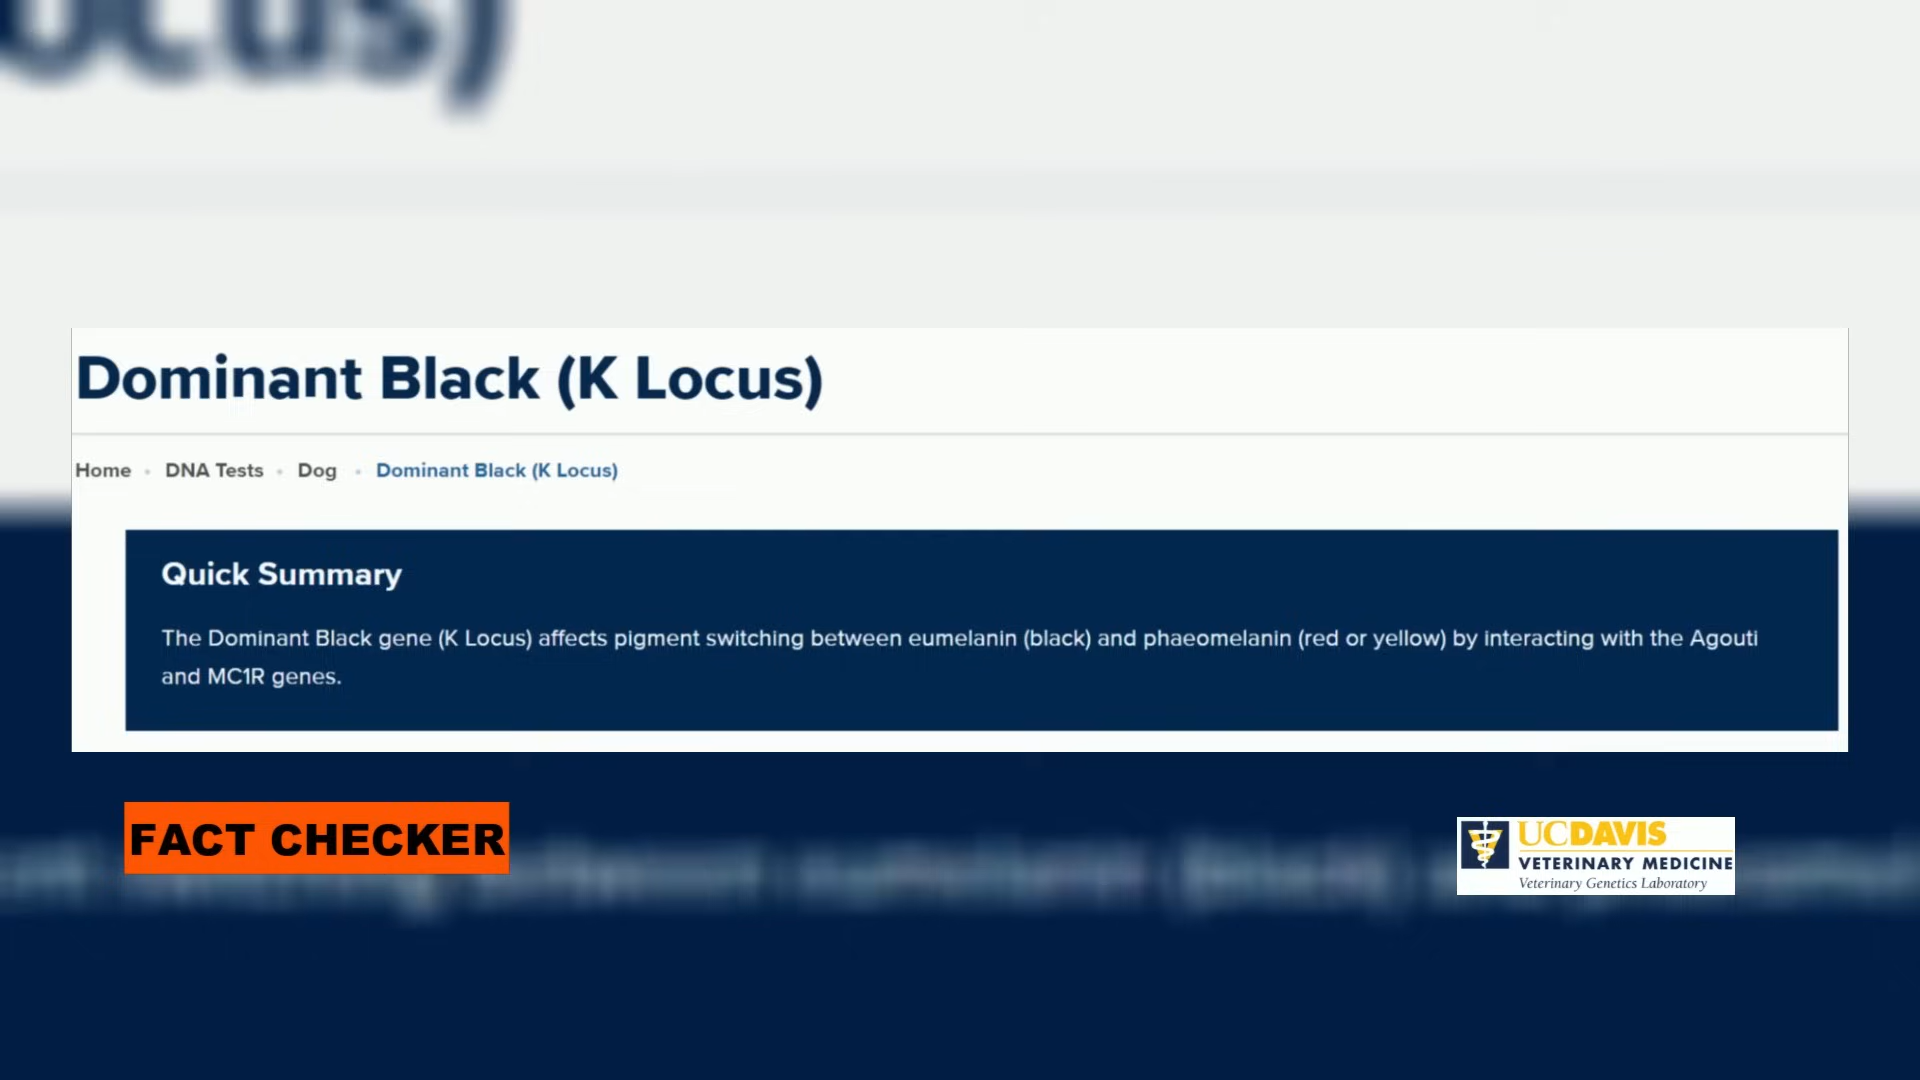 ocus)
Dominant Black (K Locus)
Home • DNA Tests • Dog • Dominant Black (K Locus)
Quick Summary
The Dominant Black gene (K Locus) affects pigment switching between eumelanin (black) and phaeomelanin (red or yellow) by interacting with the Agouti
and MC1R genes.
FACT CHECKER
UCDAVIS
VETERINARY MEDICINE
Veterinary Genetics Laboratory